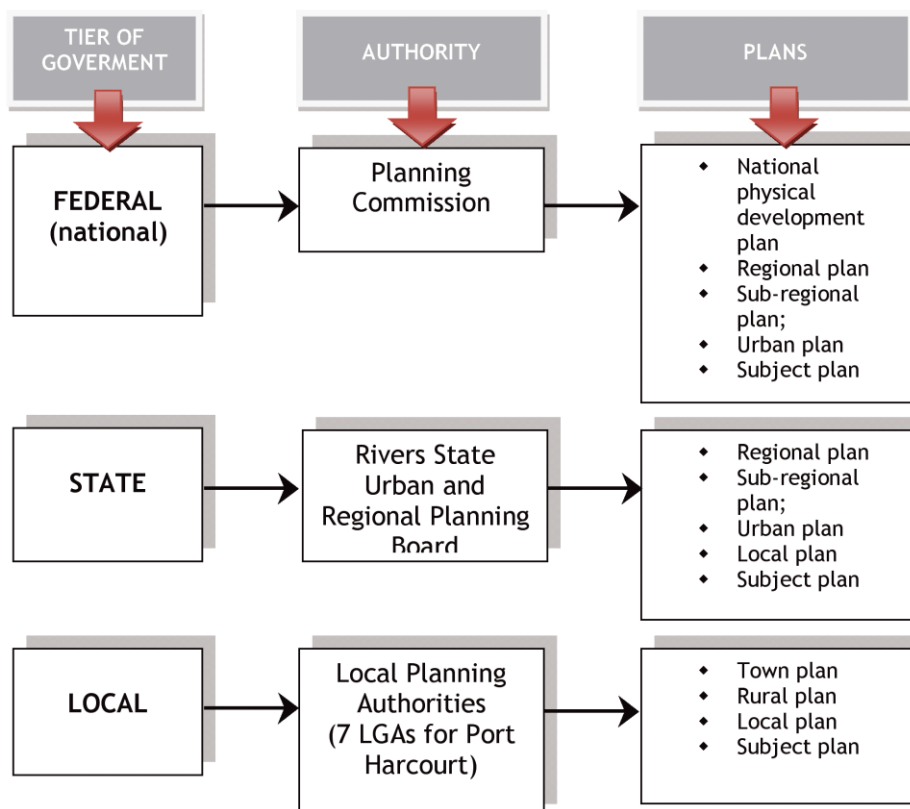 TIER OF
GOVERMENT
AUTHORITY
PLANS
FEDERAL
(national)
Planning
Commission
◆ National
physical
development
plan
◆ Regional plan
◆ Sub-regional
plan;
◆ Urban plan
◆ Subject plan
STATE
Rivers State
Urban and
Regional Planning
Board
◆ Regional plan
◆ Sub-regional
plan;
◆ Urban plan
◆ Local plan
◆ Subject plan
LOCAL
Local Planning
Authorities
(7 LGAs for Port
Harcourt)
◆ Town plan
◆ Rural plan
◆ Local plan
◆ Subject plan